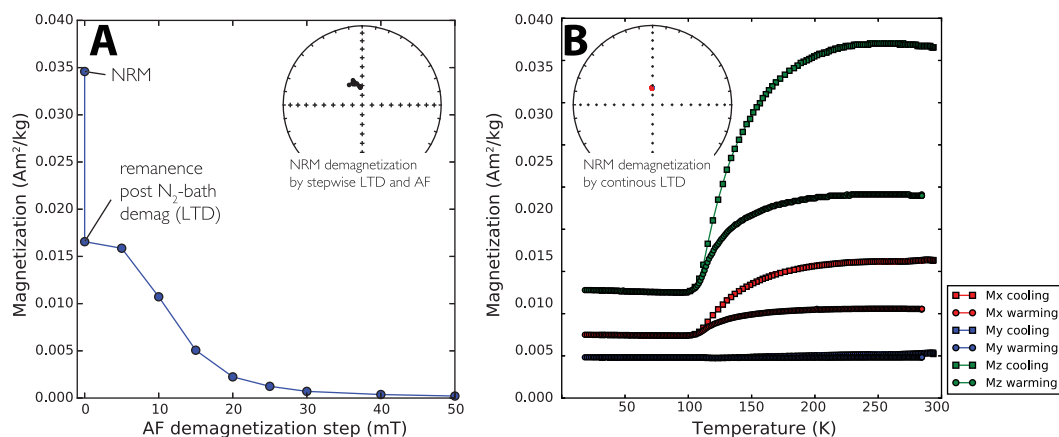 A
B
0.040
0.035
0.030
0.025
0.020
0.015
0.010
0.005
0.000
Magnetization (Am²/kg)
NRM
remanence
post N₂-bath
demag (LTD)
NRM demagnetization
by stepwise LTD and AF
0 10 20 30 40 50
AF demagnetization step (mT)
0.040
0.035
0.030
0.025
0.020
0.015
0.010
0.005
0.000
Magnetization (Am²/kg)
NRM demagnetization
by continous LTD
50 100 150 200 250 300
Temperature (K)
Mx cooling
Mx warming
My cooling
My warming
Mz cooling
Mz warming